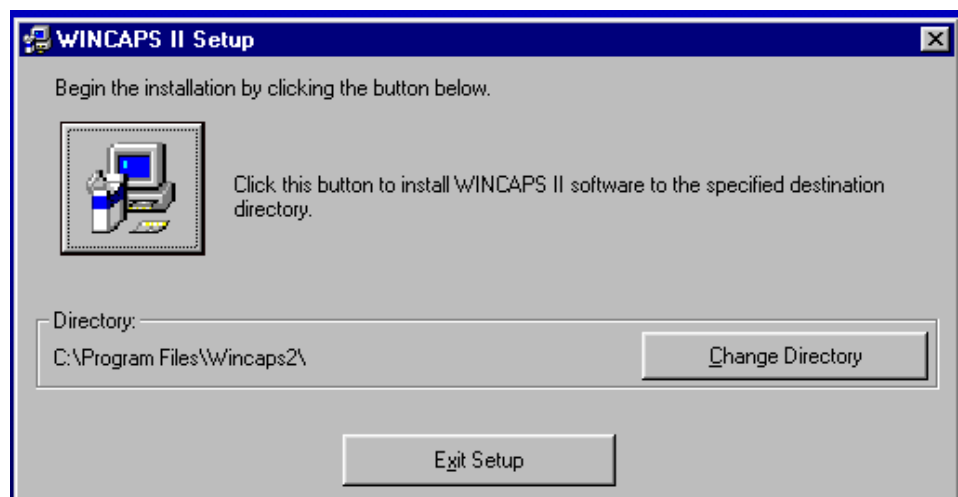 WINCAPS II Setup
Begin the installation by clicking the button below.
Click this button to install WINCAPS II software to the specified destination
directory.
Directory:
C:\Program Files\Wincaps2\
Change Directory
Exit Setup